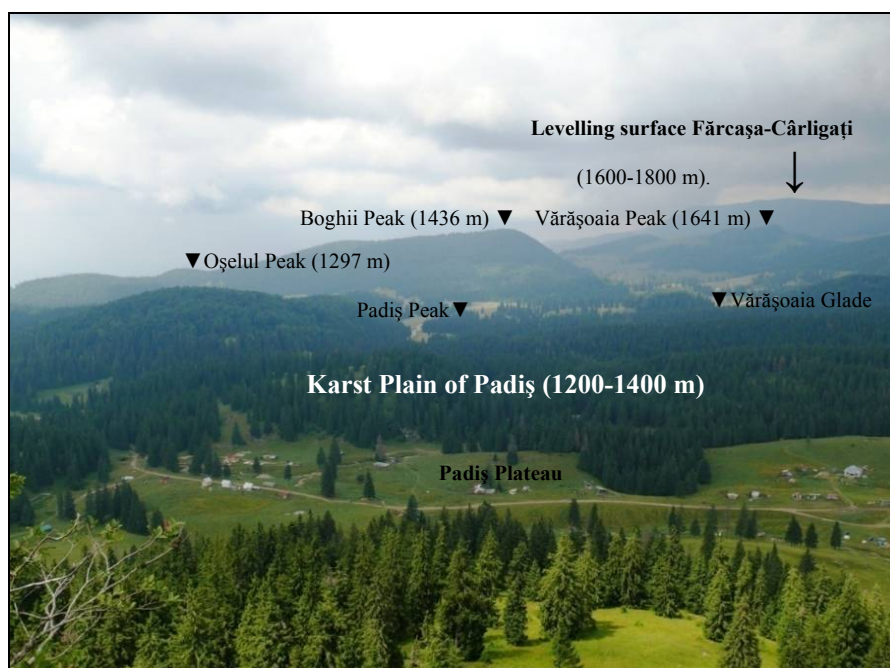 Levelling surface Fărcaşa-Cârligați
(1600-1800 m).
Boghii Peak (1436 m) ▼ Vărăşoaia Peak (1641 m) ▼
▼Oşelul Peak (1297 m)
Padiş Peak▼ ▼Vărăşoaia Glade
Karst Plain of Padiş (1200-1400 m)
Padiş Plateau